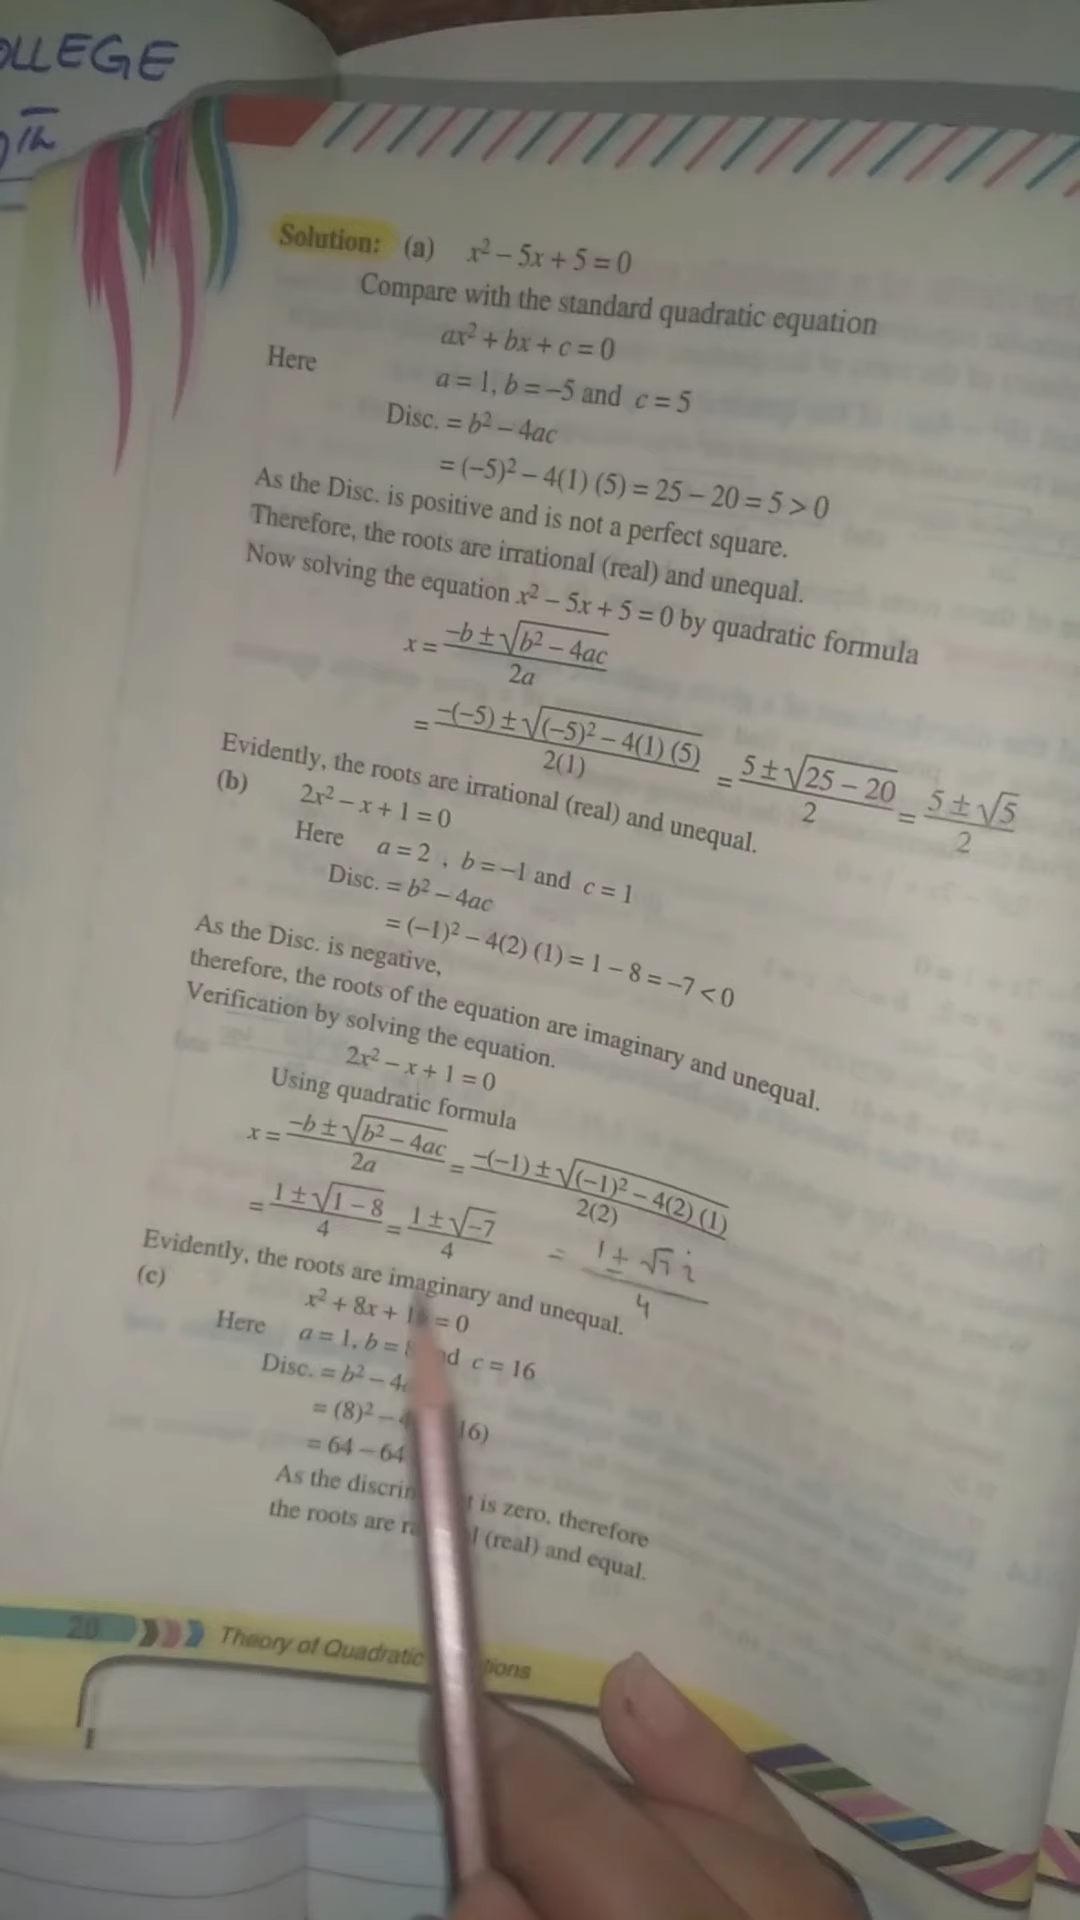 OLLEGE
Th
Solution: (a) x² – 5x + 5 = 0
Compare with the standard quadratic equation
ax² + bx + c = 0
Here a = 1, b = –5 and c = 5
Disc. = b² – 4ac
= (–5)² – 4(1) (5) = 25 – 20 = 5 > 0
As the Disc. is positive and is not a perfect square.
Therefore, the roots are irrational (real) and unequal.
Now solving the equation x² – 5x + 5 = 0 by quadratic formula
x = (–b ± √(b² – 4ac)) / 2a
= (–(–5) ± √((–5)² – 4(1) (5))) / 2(1) = (5 ± √(25 – 20)) / 2 = (5 ± √5) / 2
Evidently, the roots are irrational (real) and unequal.
(b) 2x² – x + 1 = 0
Here a = 2 , b = –1 and c = 1
Disc. = b² – 4ac
= (–1)² – 4(2) (1) = 1 – 8 = –7 < 0
As the Disc. is negative,
therefore, the roots of the equation are imaginary and unequal.
Verification by solving the equation.
2x² – x + 1 = 0
Using quadratic formula
x = (–b ± √(b² – 4ac)) / 2a = (–(–1) ± √((–1)² – 4(2) (1))) / 2(2)
= (1 ± √(1 – 8)) / 4 = (1 ± √–7) / 4 = (1 ± √7 i) / 4
Evidently, the roots are imaginary and unequal.
(c) x² + 8x + 1 = 0
Here a = 1, b = nd c = 16
Disc. = b² – 4
= (8)² – 16)
= 64 – 64
As the discrin t is zero, therefore
the roots are ra l (real) and equal.
20 Theory of Quadratic tions